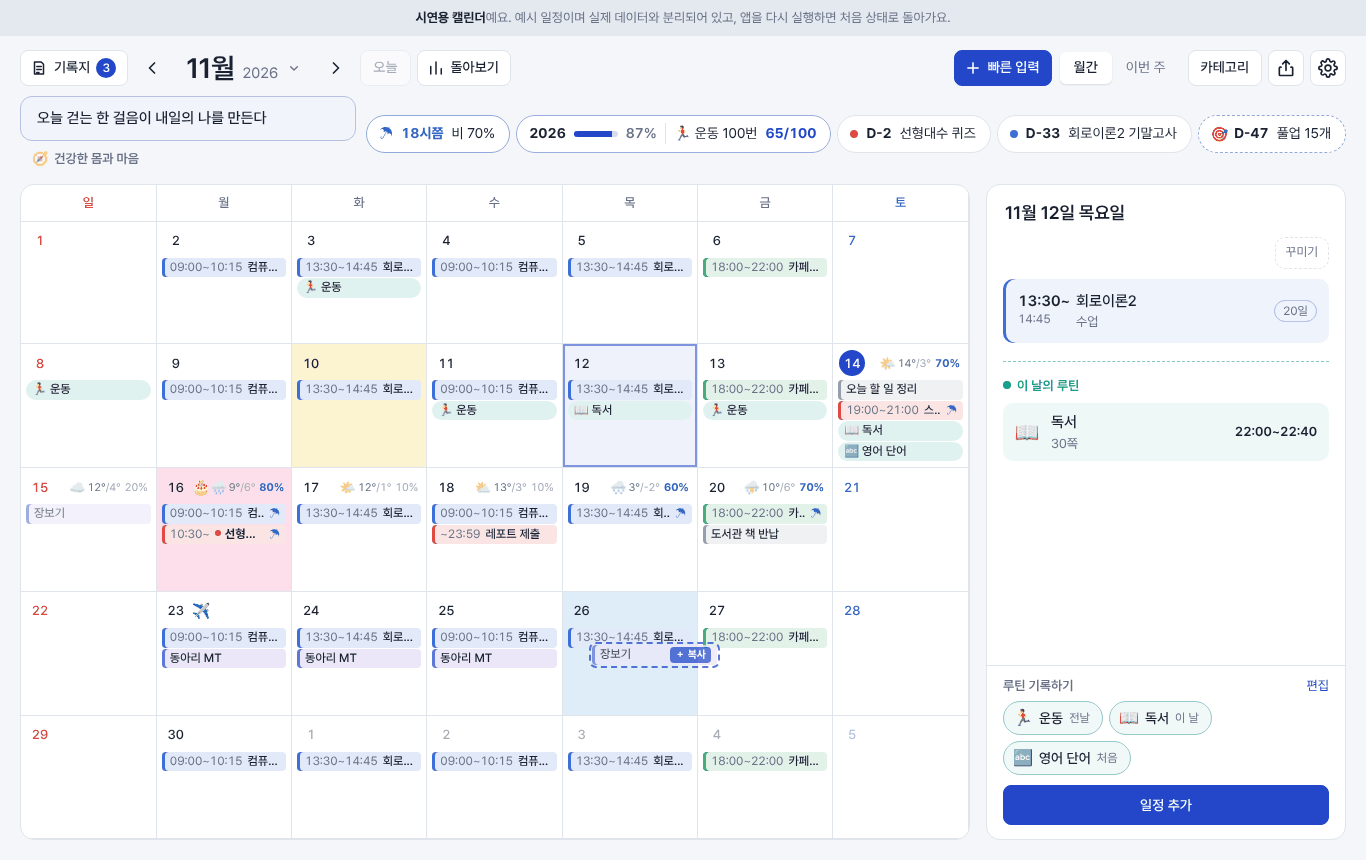 시연용 캘린더예요. 예시 일정이며 실제 데이터와 분리되어 있고, 앱을 다시 실행하면 처음 상태로 돌아가요.
기록지 3 11월 2026 오늘 돌아보기 + 빠른 입력 월간 이번 주 카테고리
오늘 걷는 한 걸음이 내일의 나를 만든다
건강한 몸과 마음
18시쯤 비 70% 2026 87% 운동 100번 65/100 D-2 선형대수 퀴즈 D-33 회로이론2 기말고사 D-47 풀업 15개
일 월 화 수 목 금 토
1 2 3 4 5 6 7
09:00~10:15 컴퓨... 13:30~14:45 회로... 09:00~10:15 컴퓨... 13:30~14:45 회로... 18:00~22:00 카페...
운동
8 9 10 11 12 13 14 14°/3° 70%
운동 09:00~10:15 컴퓨... 13:30~14:45 회로... 09:00~10:15 컴퓨... 13:30~14:45 회로... 18:00~22:00 카페... 오늘 할 일 정리
운동 독서 운동 19:00~21:00 스..
독서
abc 영어 단어
15 12°/4° 20% 16 9°/6° 80% 17 12°/1° 10% 18 13°/3° 10% 19 3°/-2° 60% 20 10°/6° 70% 21
장보기 09:00~10:15 컴.. 13:30~14:45 회로... 09:00~10:15 컴퓨... 13:30~14:45 회.. 18:00~22:00 카..
10:30~ 선형... ~23:59 레포트 제출 도서관 책 반납
22 23 24 25 26 27 28
09:00~10:15 컴퓨... 13:30~14:45 회로... 09:00~10:15 컴퓨... 13:30~14:45 회로... 18:00~22:00 카페...
동아리 MT 동아리 MT 동아리 MT 장보기 + 복사
29 30 1 2 3 4 5
09:00~10:15 컴퓨... 13:30~14:45 회로... 09:00~10:15 컴퓨... 13:30~14:45 회로... 18:00~22:00 카페...
11월 12일 목요일
꾸미기
13:30~ 회로이론2
14:45 수업
20일
이 날의 루틴
독서
30쪽
22:00~22:40
루틴 기록하기 편집
운동 전날 독서 이 날
abc 영어 단어 처음
일정 추가